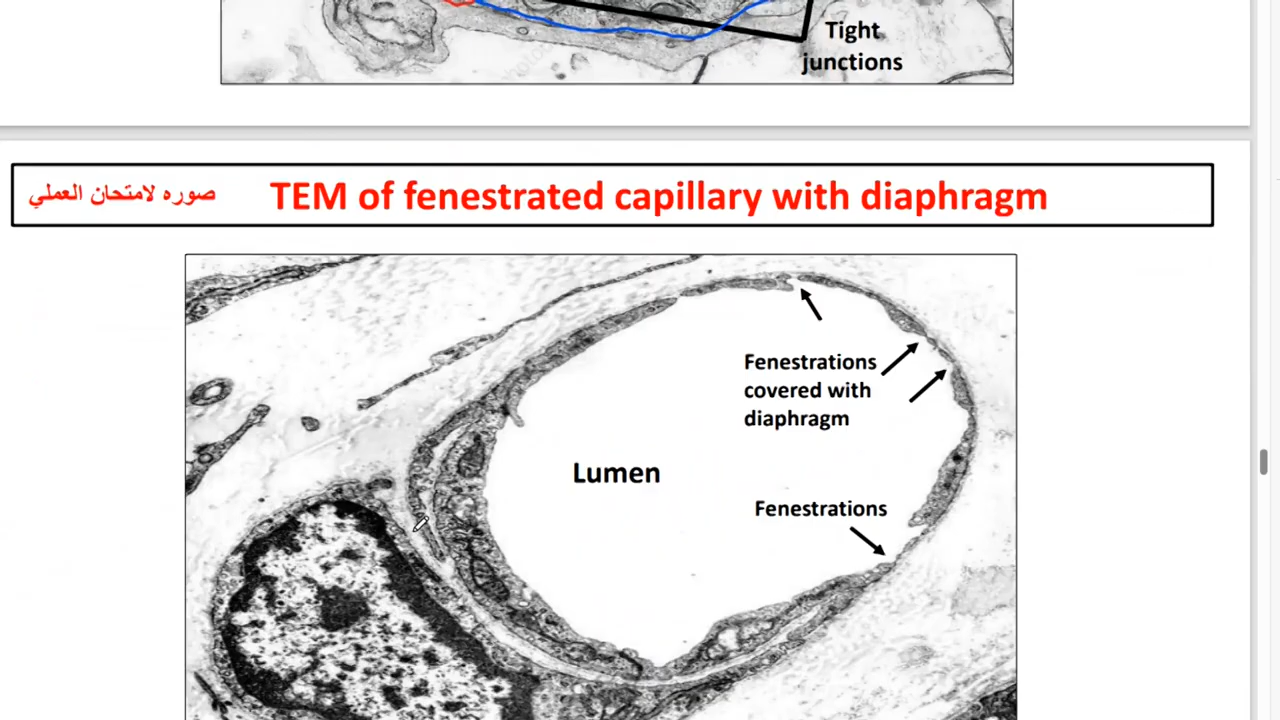 Tight
junctions
TEM of fenestrated capillary with diaphragm
صوره لامتحان العملي
Fenestrations
covered with
diaphragm
Lumen
Fenestrations